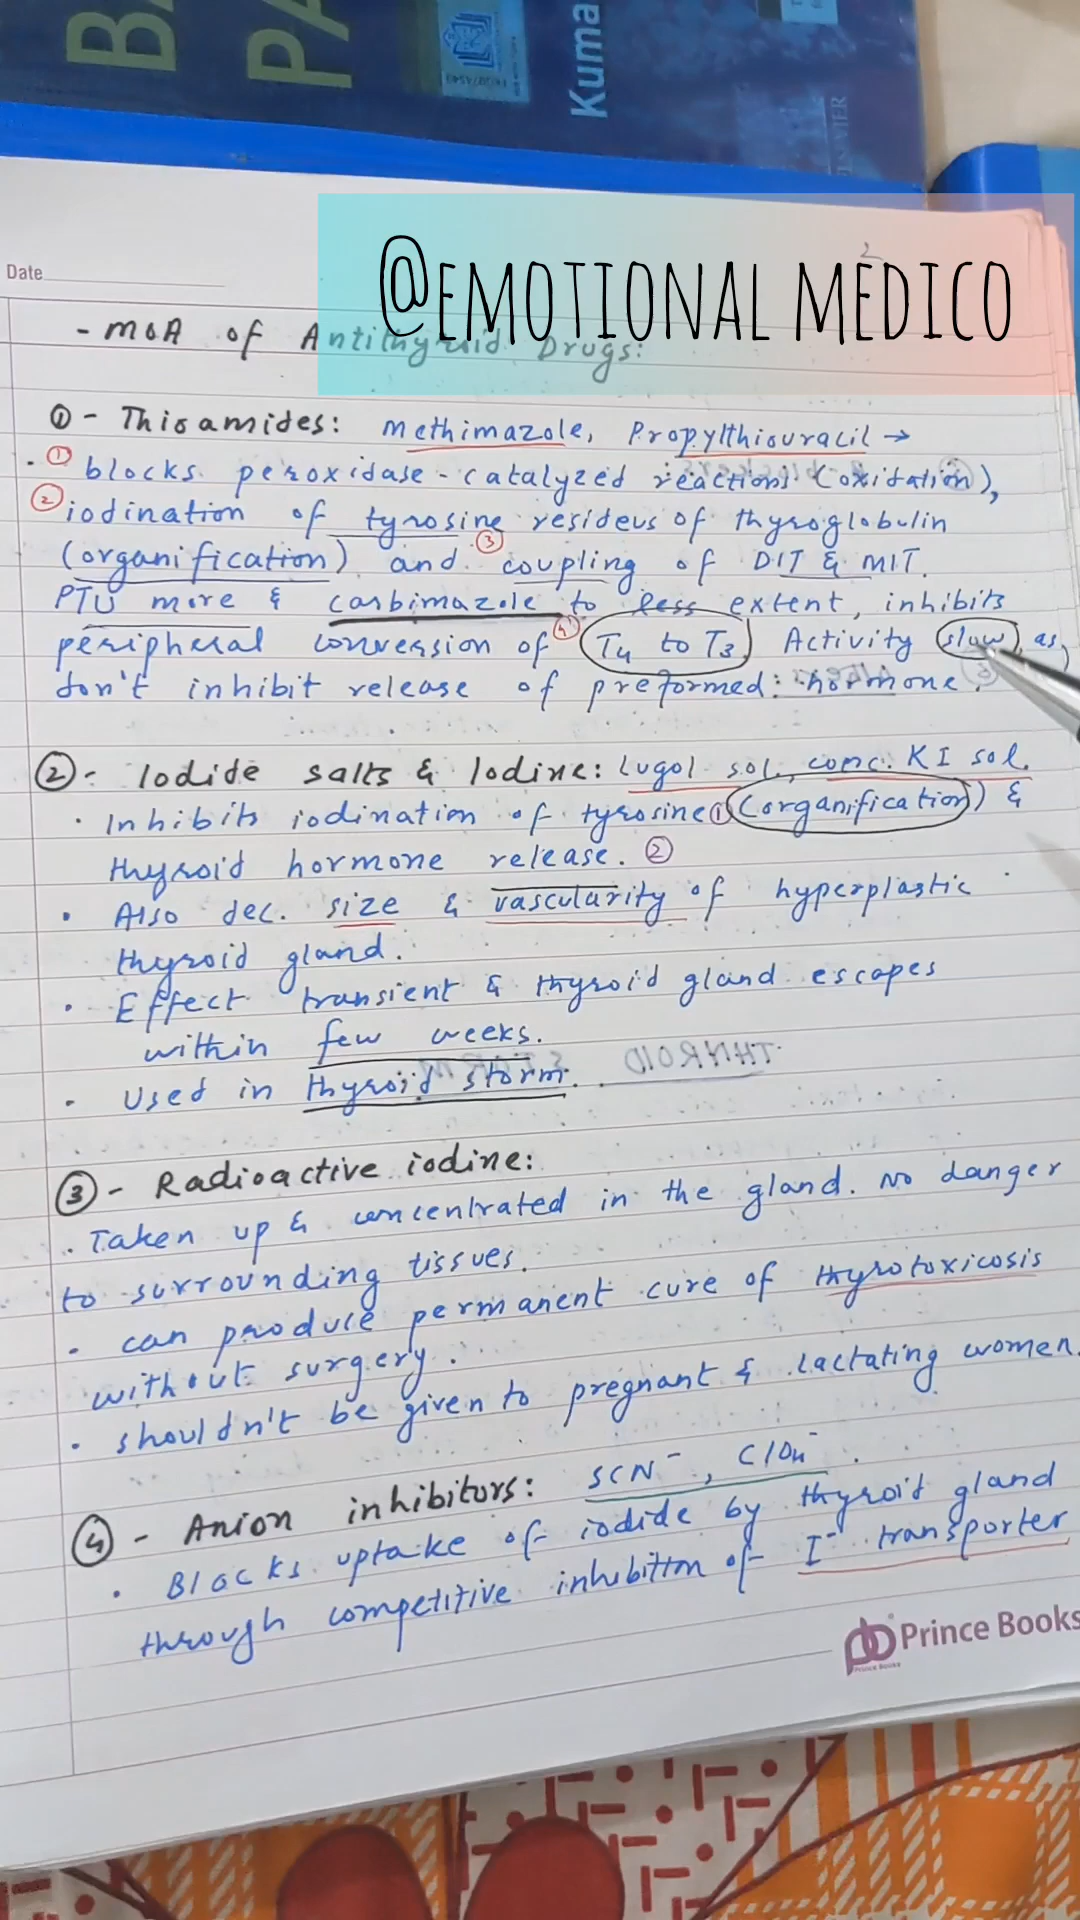 BA
PA
Kuma
@EMOTIONAL MEDICO
Date
2
- MOA of Antithyroid Drugs:
① - Thioamides: Methimazole, Propylthiouracil →
① blocks peroxidase-catalyzed reactions (oxidation),
② iodination of tyrosine resideus of thyroglobulin
(organification) and ③ coupling of DIT & MIT.
PTU more & carbimazole to less extent, inhibits
peripheral conversion of ④ T4 to T3. Activity slow, as
don't inhibit release of preformed hormone.
② - Iodide salts & Iodine: Lugol sol., conc. KI sol.
· Inhibits iodination of tyrosine ① (organification) &
thyroid hormone release. ②
· Also dec. size & vascularity of hyperplastic
thyroid gland.
· Effect transient & thyroid gland escapes
within few weeks.
· Used in thyroid storm.
③ - Radioactive iodine:
· Taken up & concentrated in the gland. No danger
to surrounding tissues.
· can produce permanent cure of thyrotoxicosis
without surgery.
· shouldn't be given to pregnant & lactating women.
④ - Anion inhibitors: SCN⁻, ClO4⁻.
· Blocks uptake of iodide by thyroid gland
through competitive inhibition of I⁻ transporter
Prince Books